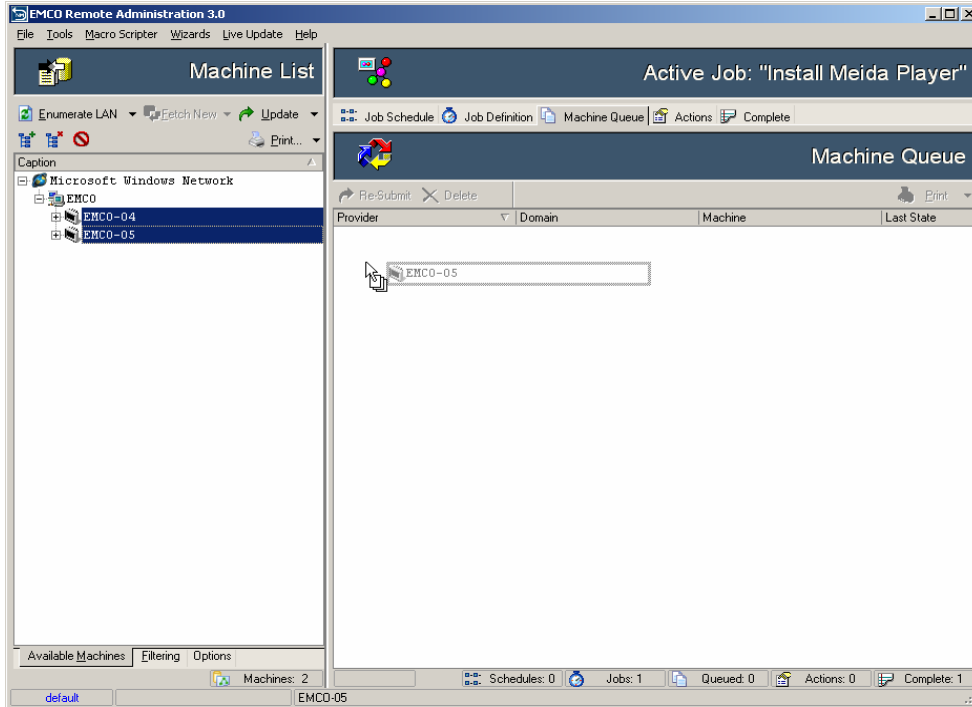 EMCO Remote Administration 3.0
File Tools Macro Scripter Wizards Live Update Help
Machine List
Active Job: "Install Meida Player"
Enumerate LAN Fetch New Update
Job Schedule Job Definition Machine Queue Actions Complete
Print...
Machine Queue
Caption
Microsoft Windows Network
Re-Submit Delete Print
EMCO
Provider Domain Machine Last State
EMCO-04
EMCO-05
EMCO-05
Available Machines Filtering Options
Machines: 2 Schedules: 0 Jobs: 1 Queued: 0 Actions: 0 Complete: 1
default EMCO-05